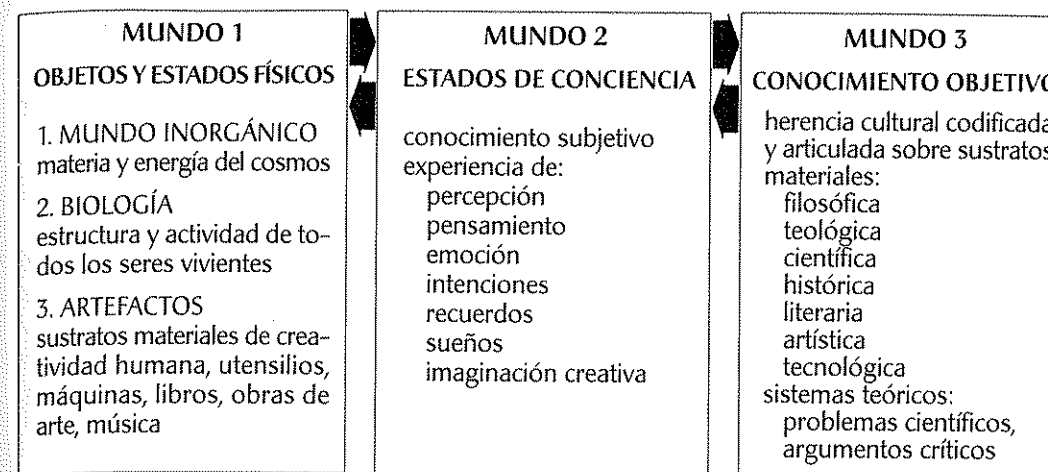 MUNDO 1
OBJETOS Y ESTADOS FÍSICOS
1. MUNDO INORGÁNICO
materia y energía del cosmos
2. BIOLOGÍA
estructura y actividad de to-
dos los seres vivientes
3. ARTEFACTOS
sustratos materiales de crea-
tividad humana, utensilios,
máquinas, libros, obras de
arte, música
MUNDO 2
ESTADOS DE CONCIENCIA
conocimiento subjetivo
experiencia de:
percepción
pensamiento
emoción
intenciones
recuerdos
sueños
imaginación creativa
MUNDO 3
CONOCIMIENTO OBJETIVO
herencia cultural codificada
y articulada sobre sustratos
materiales:
filosófica
teológica
científica
histórica
literaria
artística
tecnológica
sistemas teóricos:
problemas científicos,
argumentos críticos